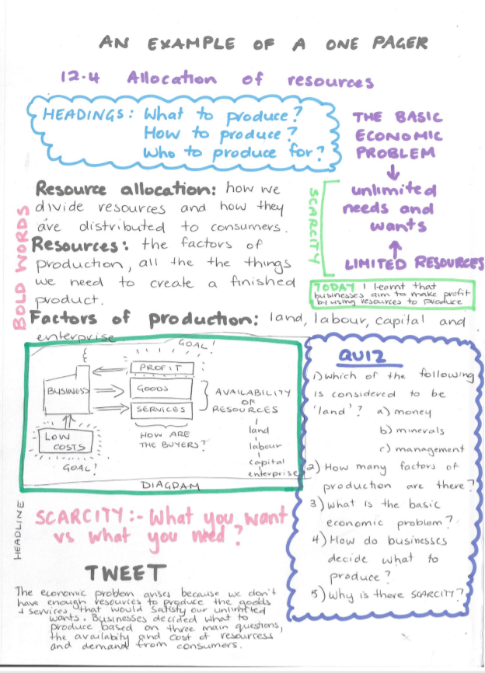 AN EXAMPLE OF A ONE PAGER
12.4 Allocation of resources
HEADINGS: What to produce?
How to produce?
Who to produce for?
THE BASIC
ECONOMIC
PROBLEM
unlimited
needs and
wants
LIMITED RESOURCES
SCARCITY
BOLD WORDS
Resource allocation: how we
divide resources and how they
are distributed to consumers.
Resources: the factors of
production, all the the things
we need to create a finished
product.
Factors of production: land, labour, capital and
enterprise
TODAY I learnt that
businesses aim to make profit
by using resources to produce
GOAL!
PROFIT
BUSINESS
GOODS
SERVICES
AVAILABILITY
OF
RESOURCES
land
labour
capital
enterprise
LOW
COSTS
GOAL!
HOW ARE
THE BUYERS?
DIAGRAM
QUIZ
1) Which of the following
is considered to be
'land'? a) money
b) minerals
c) management
2) How many factors of
production are there?
3) What is the basic
economic problem?
4) How do businesses
decide what to
produce?
5) Why is there SCARCITY?
HEADLINE
SCARCITY:- What you want
vs what you need?
TWEET
The economic problem arises because we don't
have enough resources to produce the goods
+ services that would satisfy our unlimited
wants. Businesses decided what to
produce based on three main questions,
the availabity and cost of resourcess
and demand from consumers.